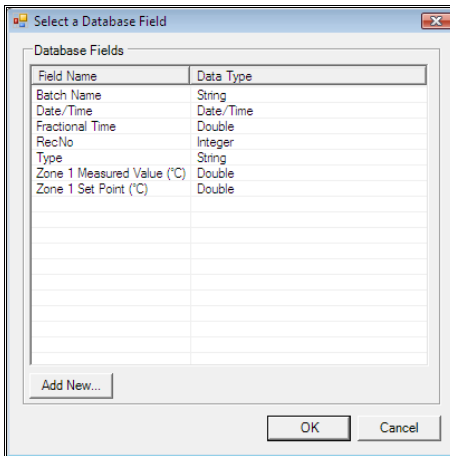 Select a Database Field
Database Fields
Field Name Data Type
Batch Name String
Date/Time Date/Time
Fractional Time Double
RecNo Integer
Type String
Zone 1 Measured Value (°C) Double
Zone 1 Set Point (°C) Double
Add New...
OK Cancel